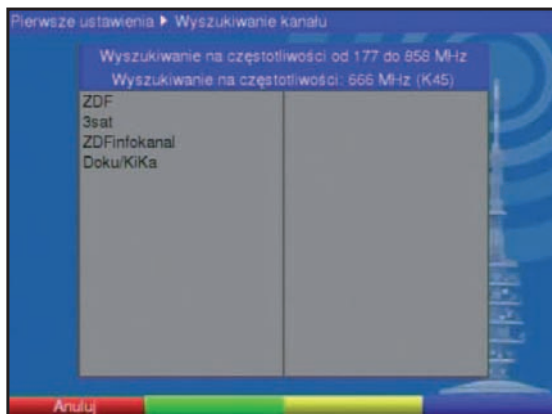 Pierwsze ustawienia ▶ Wyszukiwanie kanału
Wyszukiwanie na częstotliwości od 177 do 858 MHz
Wyszukiwanie na częstotliwości: 666 MHz (K45)
ZDF
3sat
ZDFinfokanal
Doku/KiKa
Anuluj